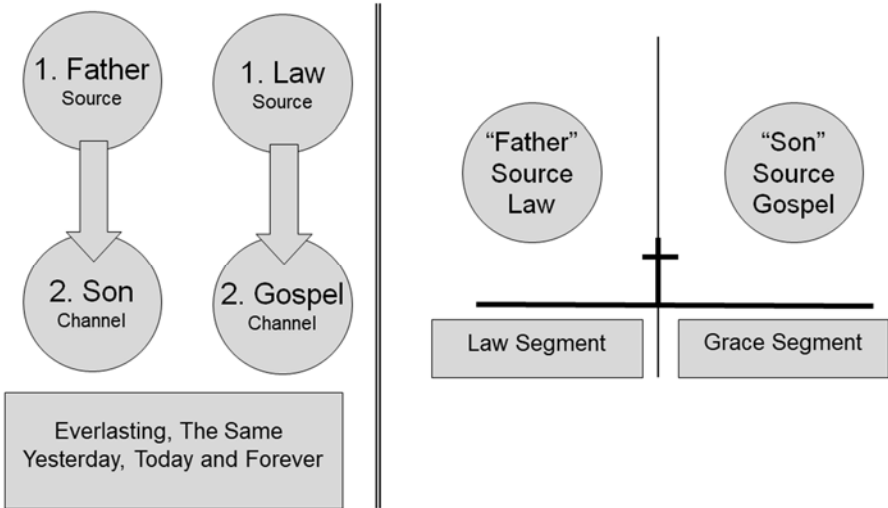 1. Father
Source
1. Law
Source
2. Son
Channel
2. Gospel
Channel
Everlasting, The Same
Yesterday, Today and Forever
“Father”
Source
Law
“Son”
Source
Gospel
Law Segment
Grace Segment